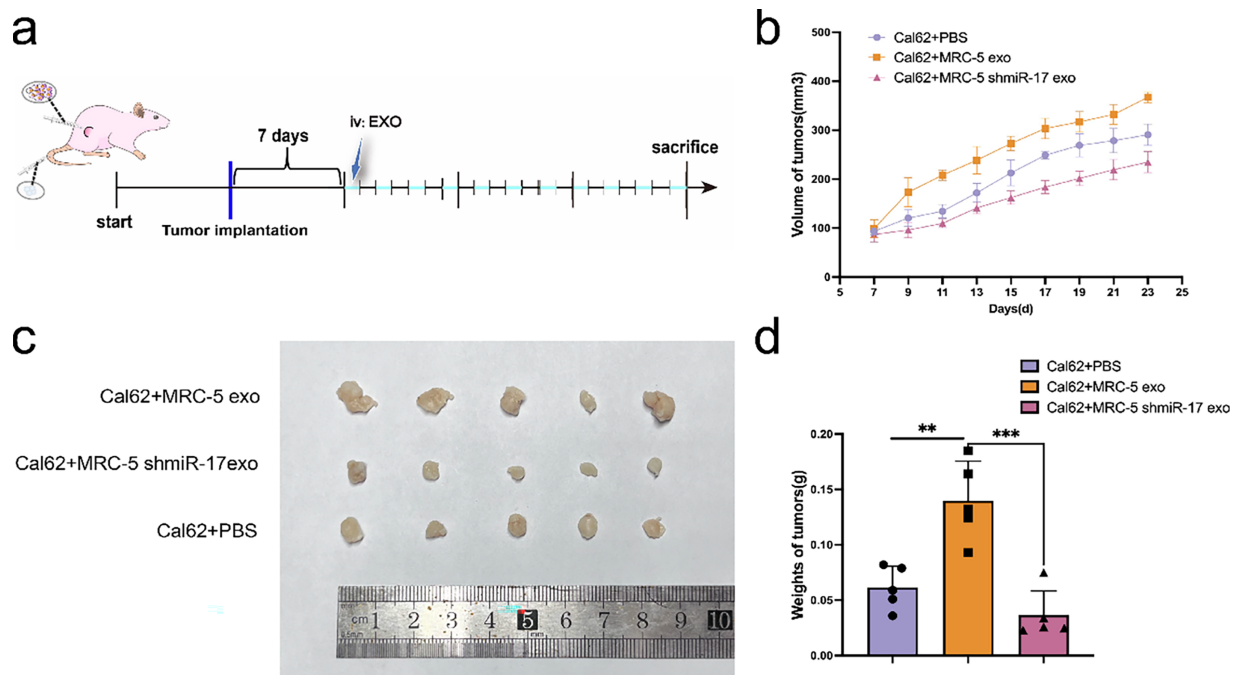 a
7 days
iv: EXO
sacrifice
start
Tumor implantation
b
Cal62+PBS
Cal62+MRC-5 exo
Cal62+MRC-5 shmiR-17 exo
Volume of tumors(mm3)
500
400
300
200
100
0
5 7 9 11 13 15 17 19 21 23 25
Days(d)
c
Cal62+MRC-5 exo
Cal62+MRC-5 shmiR-17exo
Cal62+PBS
cm 1 2 3 4 5 6 7 8 9 10
mm
d
Cal62+PBS
Cal62+MRC-5 exo
Cal62+MRC-5 shmiR-17 exo
Weights of tumors(g)
0.20
0.15
0.10
0.05
0.00
** ***